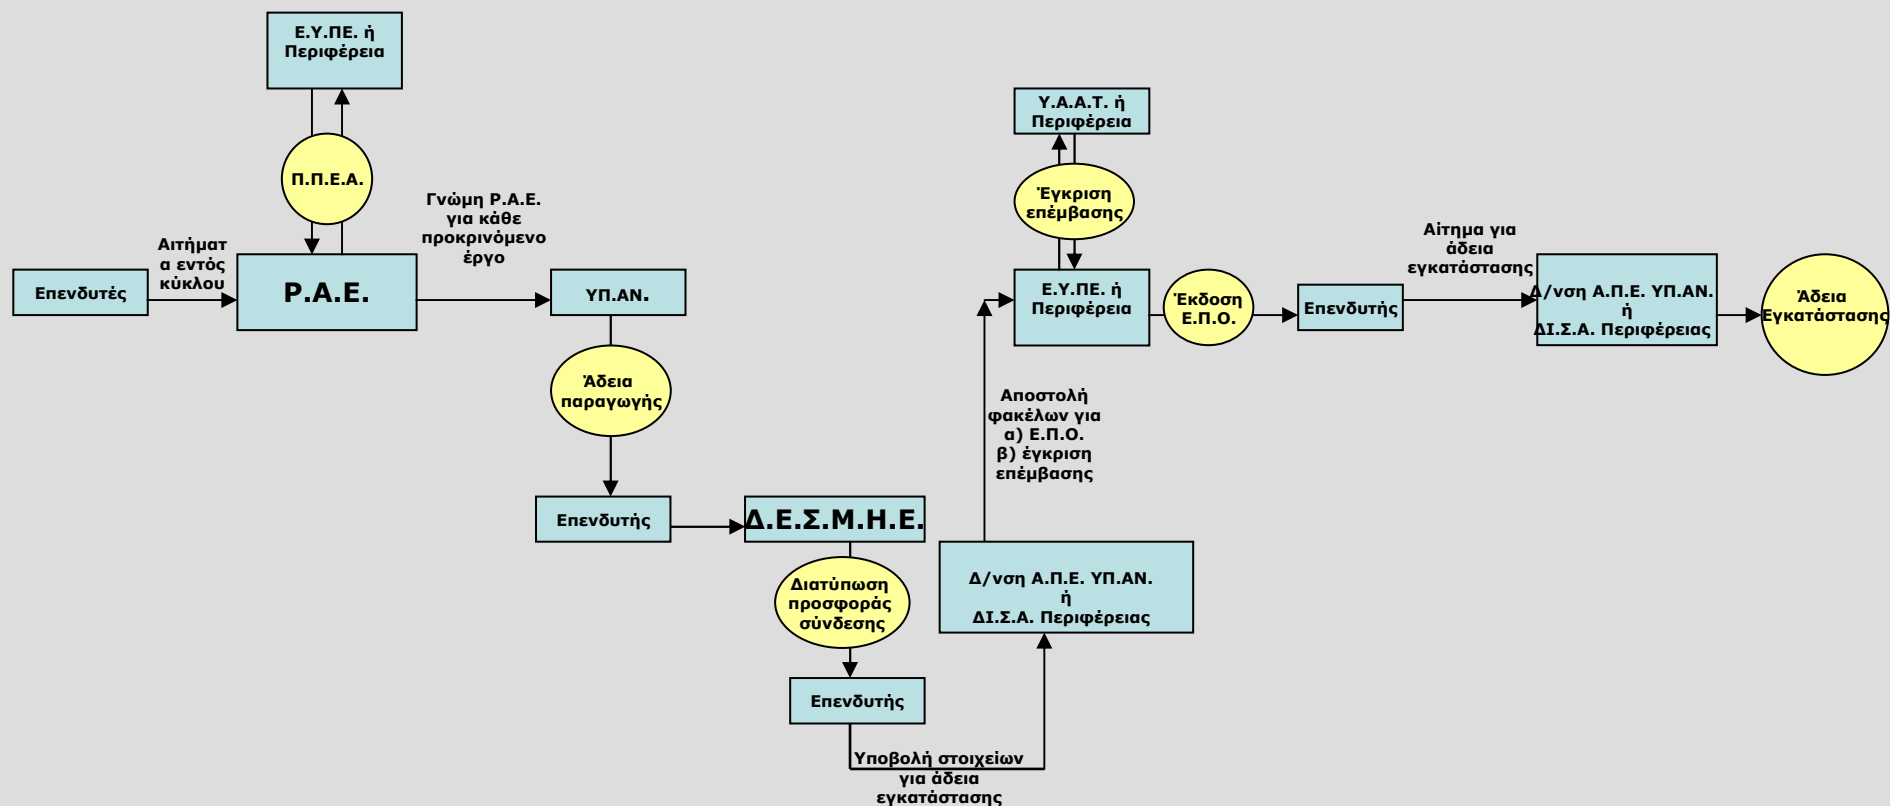 Ε.Υ.ΠΕ. ή
Περιφέρεια
Π.Π.Ε.Α.
Αιτήματ
α εντός
κύκλου
Επενδυτές
Ρ.Α.Ε.
Γνώμη Ρ.Α.Ε.
για κάθε
προκρινόμενο
έργο
ΥΠ.ΑΝ.
Άδεια
παραγωγής
Επενδυτής
Δ.Ε.Σ.Μ.Η.Ε.
Διατύπωση
προσφοράς
σύνδεσης
Επενδυτής
Υποβολή στοιχείων
για άδεια
εγκατάστασης
Δ/νση Α.Π.Ε. ΥΠ.ΑΝ.
ή
ΔΙ.Σ.Α. Περιφέρειας
Αποστολή
φακέλων για
α) Ε.Π.Ο.
β) έγκριση
επέμβασης
Υ.Α.Α.Τ. ή
Περιφέρεια
Έγκριση
επέμβασης
Ε.Υ.ΠΕ. ή
Περιφέρεια
Έκδοση
Ε.Π.Ο.
Επενδυτής
Αίτημα για
άδεια
εγκατάστασης
Δ/νση Α.Π.Ε. ΥΠ.ΑΝ.
ή
ΔΙ.Σ.Α. Περιφέρειας
Άδεια
Εγκατάστασης